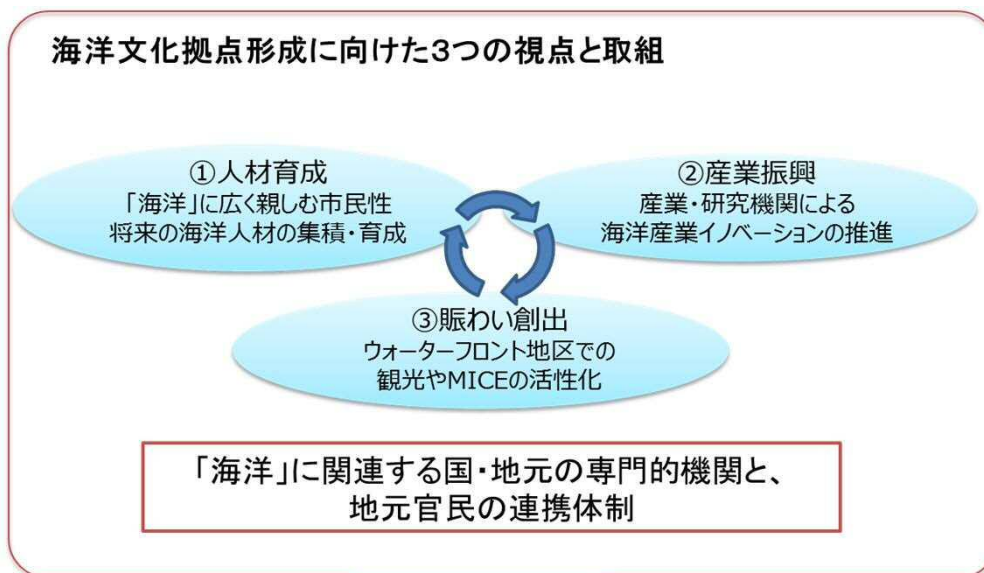 海洋文化拠点形成に向けた3つの視点と取組
①人材育成
「海洋」に広く親しむ市民性
将来の海洋人材の集積・育成
②産業振興
産業・研究機関による
海洋産業イノベーションの推進
③賑わい創出
ウォーターフロント地区での
観光やMICEの活性化
「海洋」に関連する国・地元の専門的機関と、
地元官民の連携体制